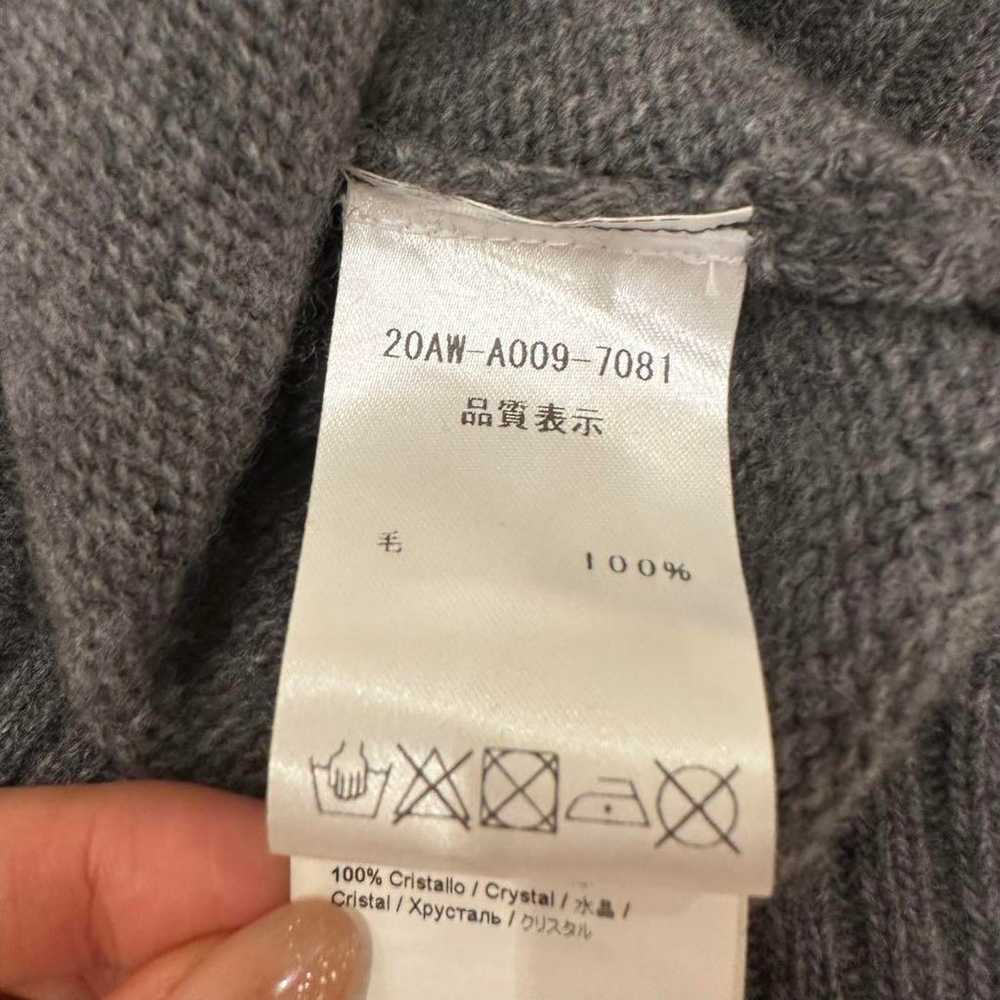 20AW-A009-7081
品質表示
毛 100%
100% Cristallo / Crystal / 水晶 /
Cristal / Хрусталь / クリスタル